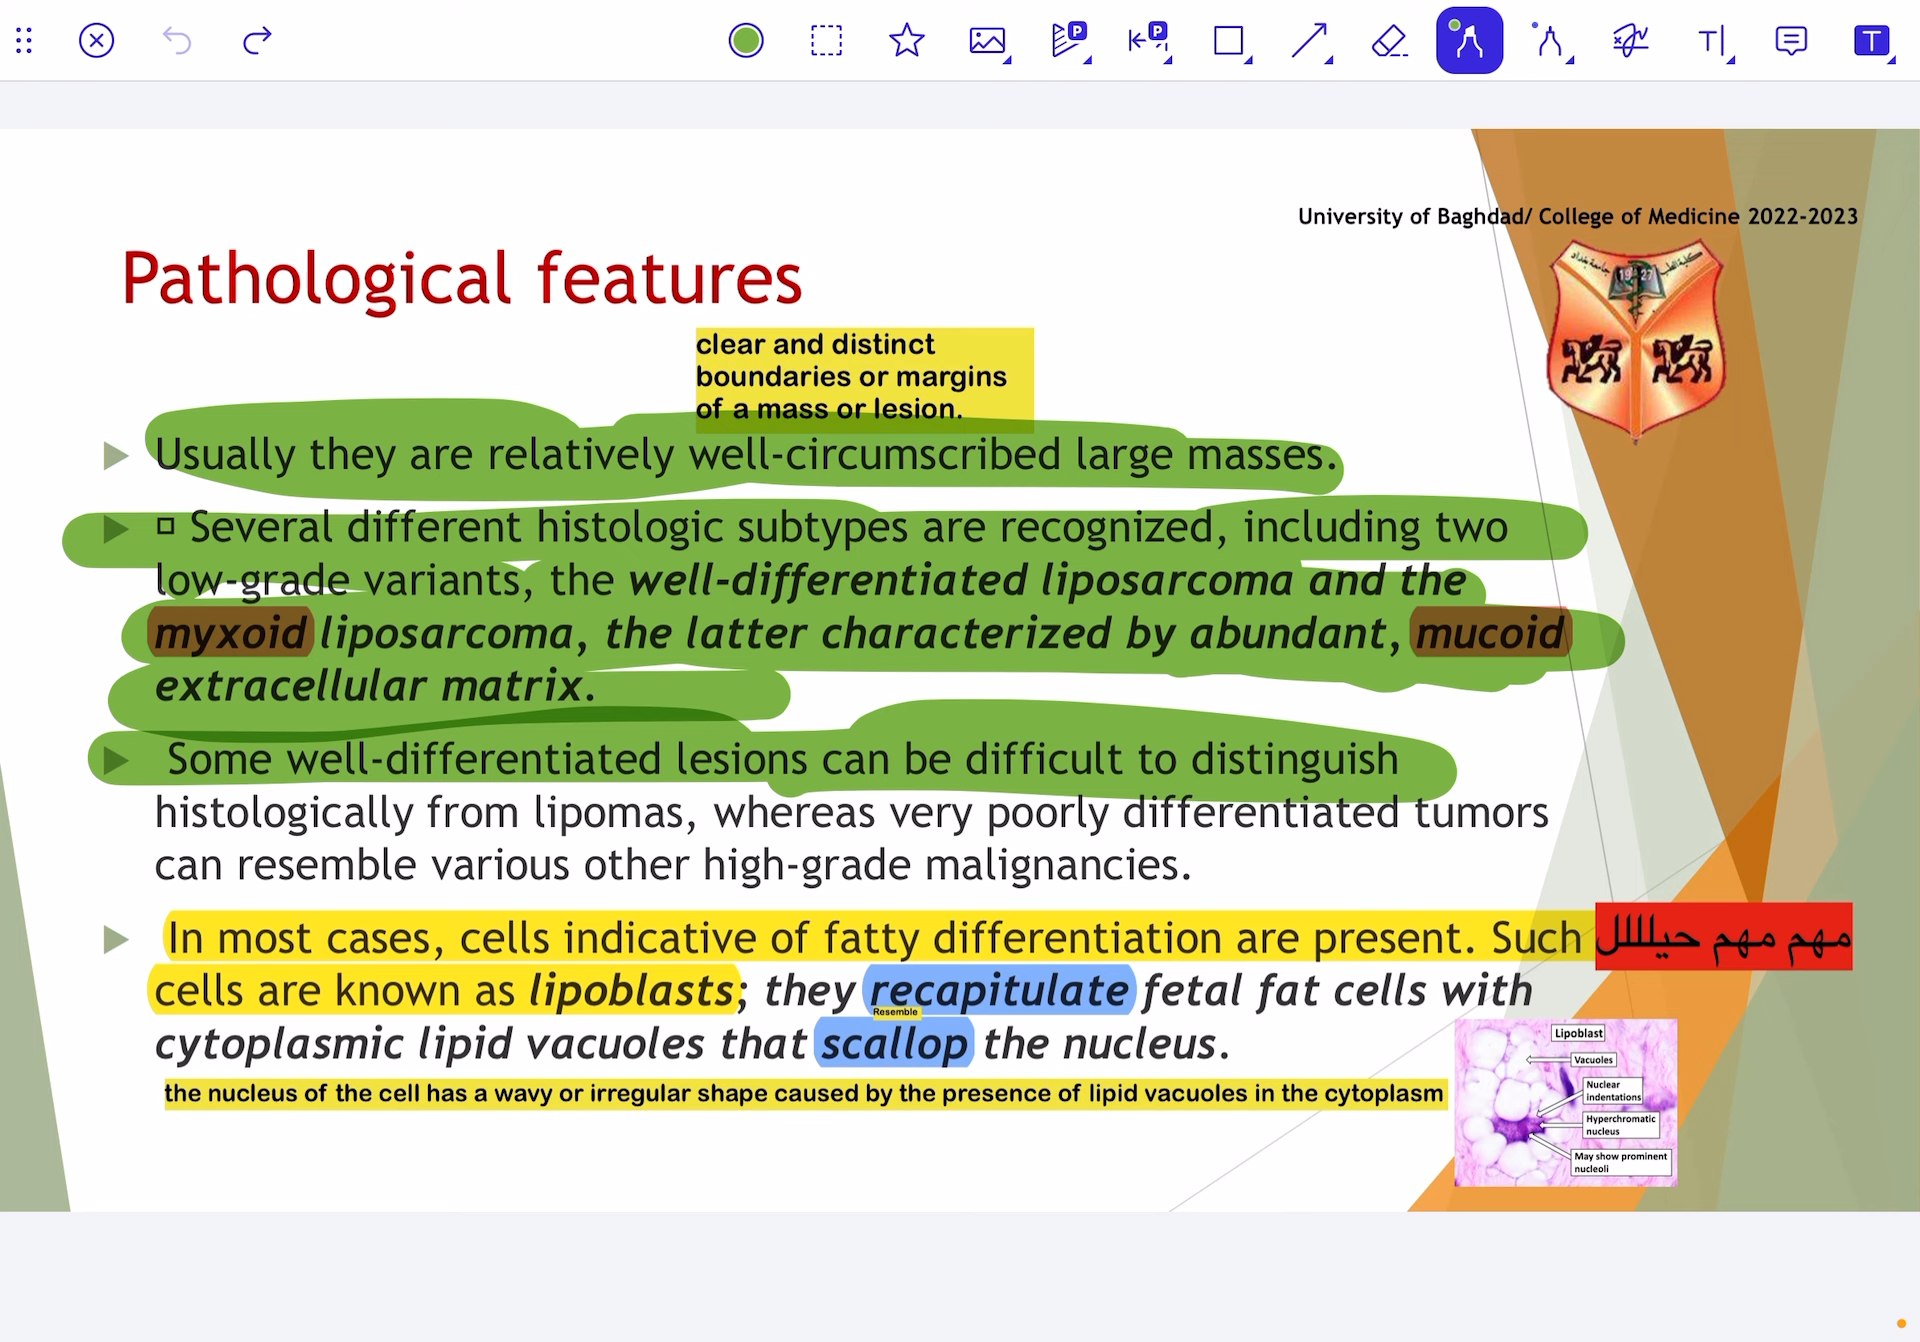 P
P
T
T
University of Baghdad/ College of Medicine 2022-2023
كلية الطب جامعة بغداد
19 27
Pathological features
clear and distinct
boundaries or margins
of a mass or lesion.
Usually they are relatively well-circumscribed large masses.
Several different histologic subtypes are recognized, including two
low-grade variants, the well-differentiated liposarcoma and the
myxoid liposarcoma, the latter characterized by abundant, mucoid
extracellular matrix.
Some well-differentiated lesions can be difficult to distinguish
histologically from lipomas, whereas very poorly differentiated tumors
can resemble various other high-grade malignancies.
In most cases, cells indicative of fatty differentiation are present. Such
مهم مهم حيلللل
cells are known as lipoblasts; they recapitulate fetal fat cells with
Resemble
cytoplasmic lipid vacuoles that scallop the nucleus.
the nucleus of the cell has a wavy or irregular shape caused by the presence of lipid vacuoles in the cytoplasm
Lipoblast
Vacuoles
Nuclear
indentations
Hyperchromatic
nucleus
May show prominent
nucleoli